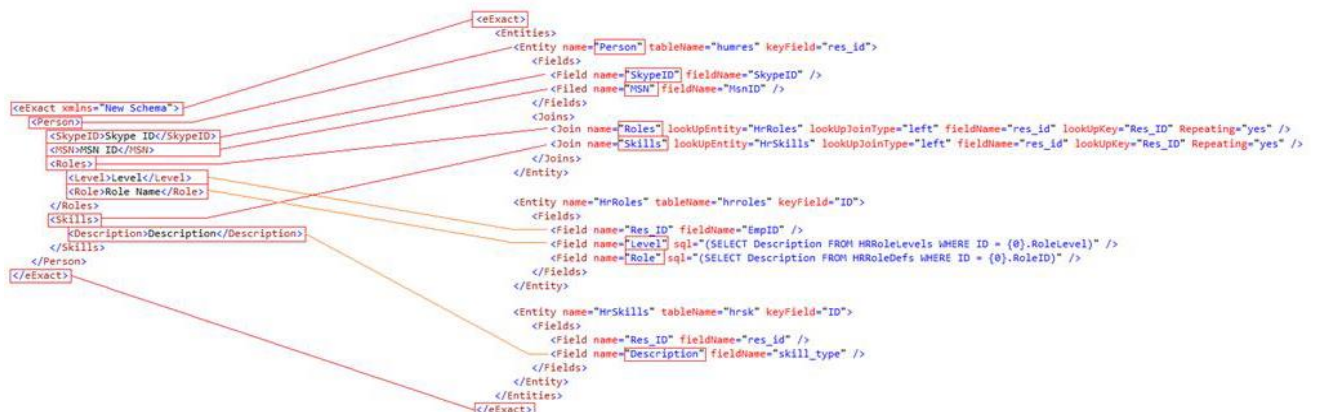 <eExact xmlns="New Schema">
<Person>
<SkypeID>Skype ID</SkypeID>
<MSN>MSN ID</MSN>
<Roles>
<Level>Level</Level>
<Role>Role Name</Role>
</Roles>
<Skills>
<Description>Description</Description>
</Skills>
</Person>
</eExact>
<eExact>
<Entities>
<Entity name="Person" tableName="humres" keyField="res_id">
<Fields>
<Field name="SkypeID" fieldName="SkypeID" />
<Filed name="MSN" fieldName="MsnID" />
</Fields>
<Joins>
<Join name="Roles" lookUpEntity="HrRoles" lookUpJoinType="left" fieldName="res_id" lookUpKey="Res_ID" Repeating="yes" />
<Join name="Skills" lookUpEntity="HrSkills" lookUpJoinType="left" fieldName="res_id" lookUpKey="Res_ID" Repeating="yes" />
</Joins>
</Entity>
<Entity name="HrRoles" tableName="hrroles" keyField="ID">
<Fields>
<Field name="Res_ID" fieldName="EmpID" />
<Field name="Level" sql="(SELECT Description FROM HRRoleLevels WHERE ID = {0}.RoleLevel)" />
<Field name="Role" sql="(SELECT Description FROM HRRoleDefs WHERE ID = {0}.RoleID)" />
</Fields>
</Entity>
<Entity name="HrSkills" tableName="hrsk" keyField="ID">
<Fields>
<Field name="Res_ID" fieldName="res_id" />
<Field name="Description" fieldName="skill_type" />
</Fields>
</Entity>
</Entities>
</eExact>